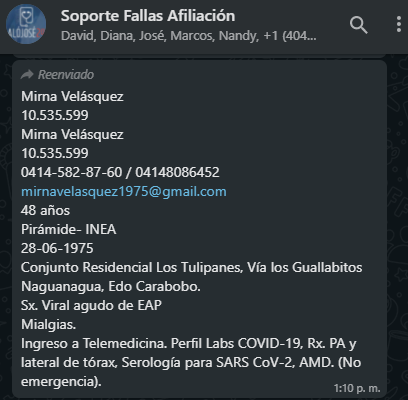 Soporte Fallas Afiliación
David, Diana, José, Marcos, Nandy, +1 (404...
Reenviado
Mirna Velásquez
10.535.599
Mirna Velásquez
10.535.599
0414-582-87-60 / 04148086452
mirnavelasquez1975@gmail.com
48 años
Pirámide- INEA
28-06-1975
Conjunto Residencial Los Tulipanes, Vía los Guallabitos
Naguanagua, Edo Carabobo.
Sx. Viral agudo de EAP
Mialgias.
Ingreso a Telemedicina. Perfil Labs COVID-19, Rx. PA y
lateral de tórax, Serología para SARS CoV-2, AMD. (No
emergencia).
1:10 p. m.